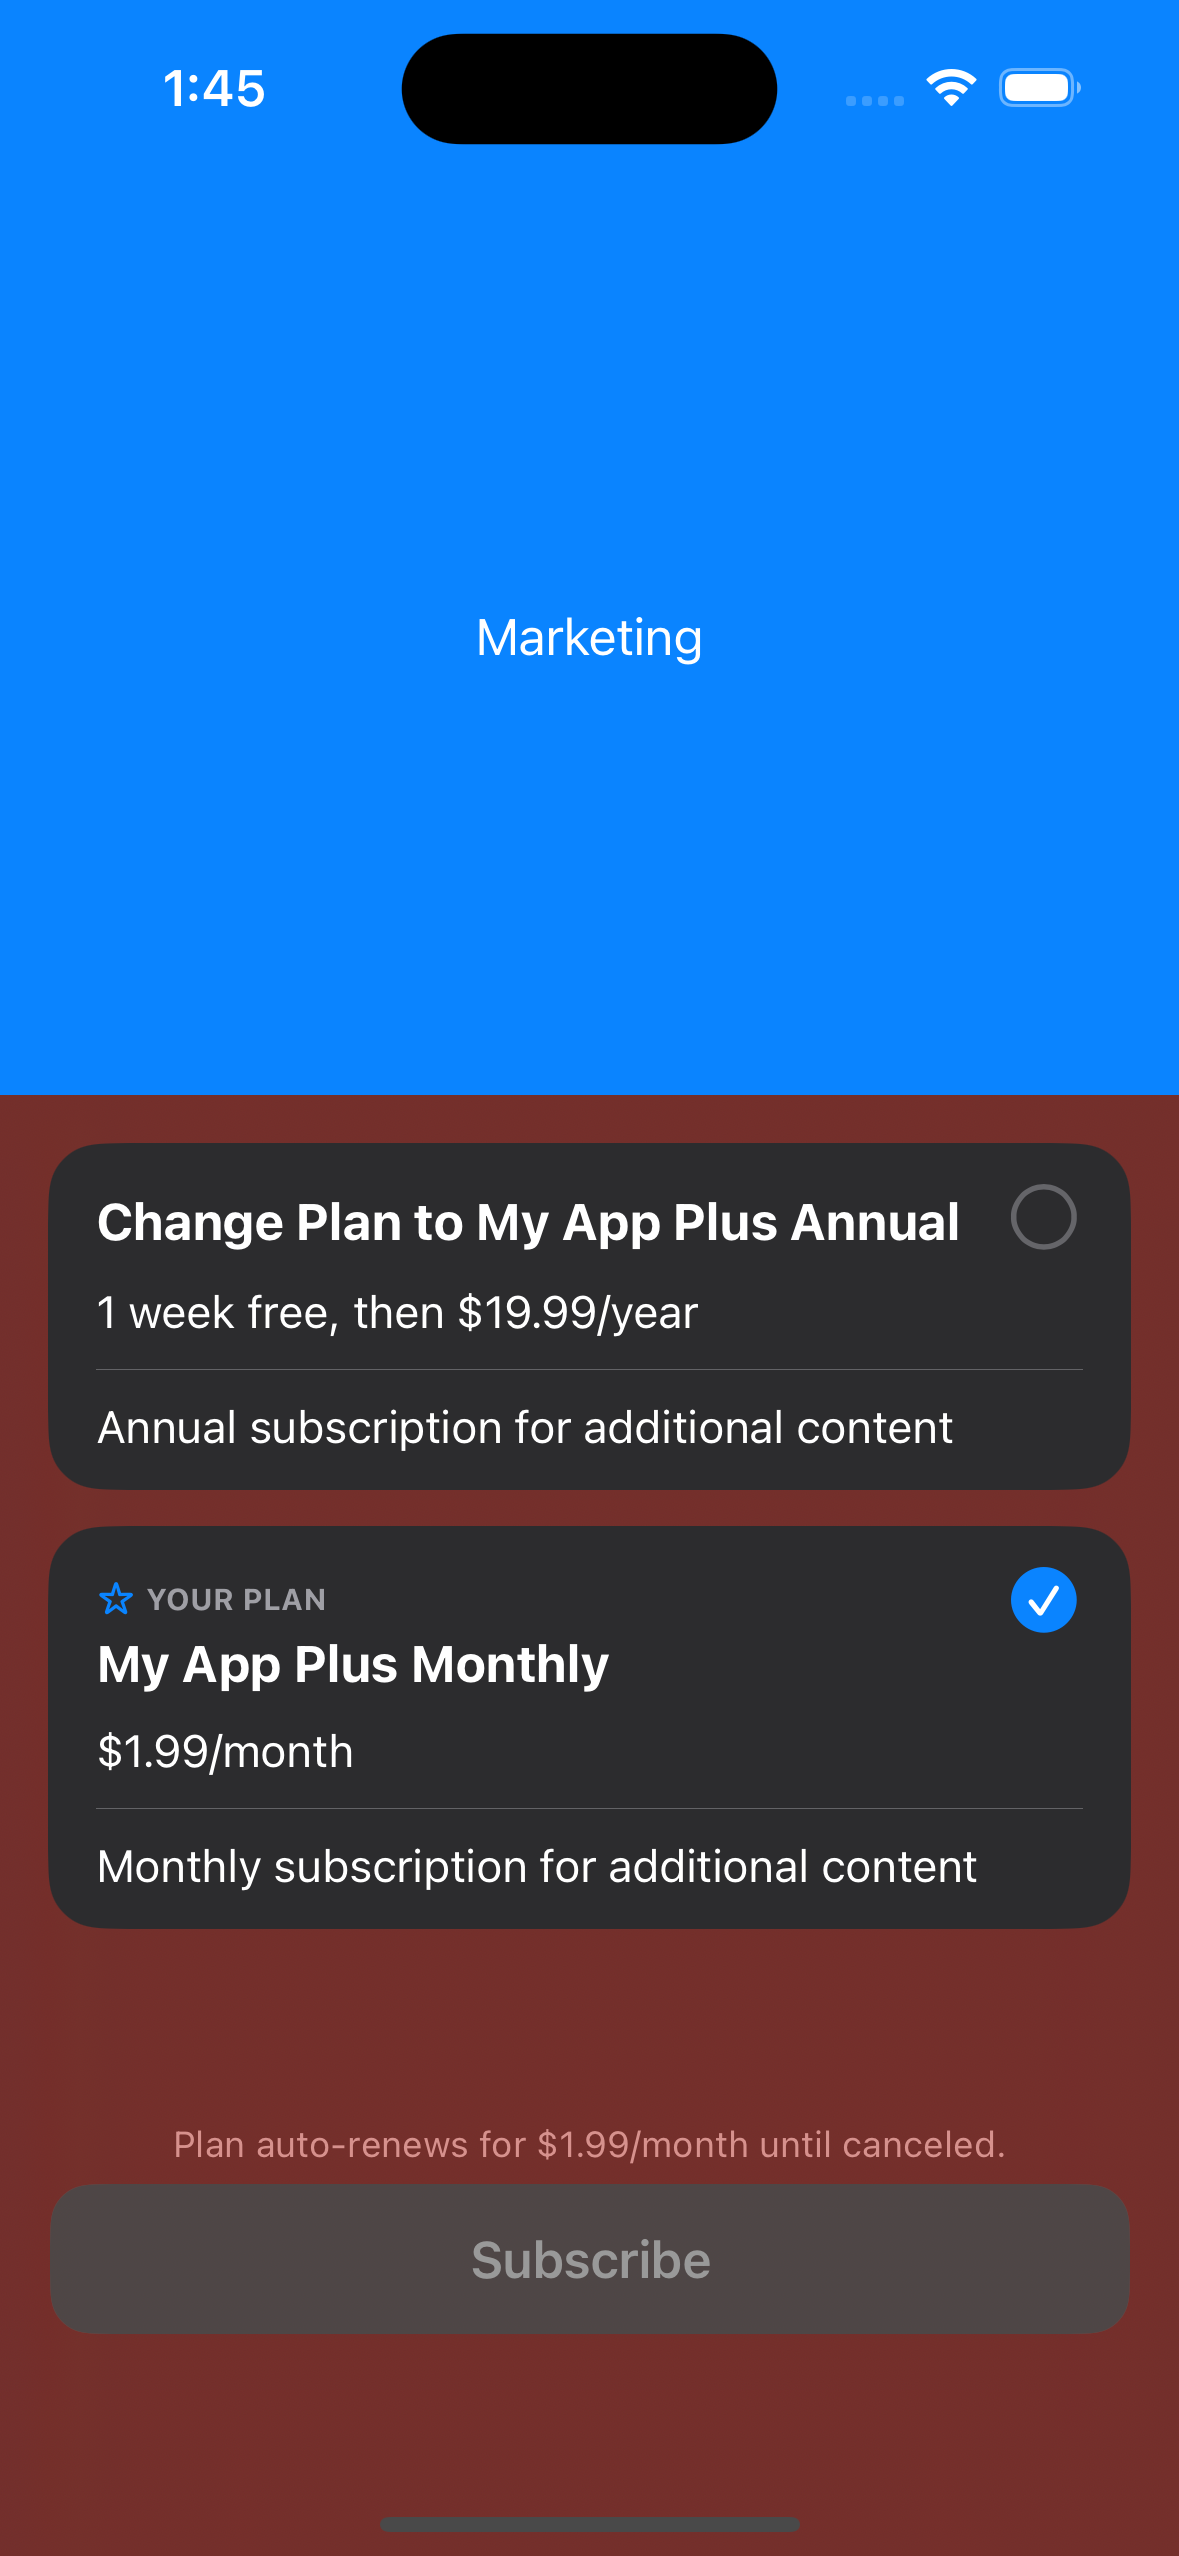 1:45
Marketing
Change Plan to My App Plus Annual
1 week free, then $19.99/year
Annual subscription for additional content
YOUR PLAN
My App Plus Monthly
$1.99/month
Monthly subscription for additional content
Plan auto-renews for $1.99/month until canceled.
Subscribe